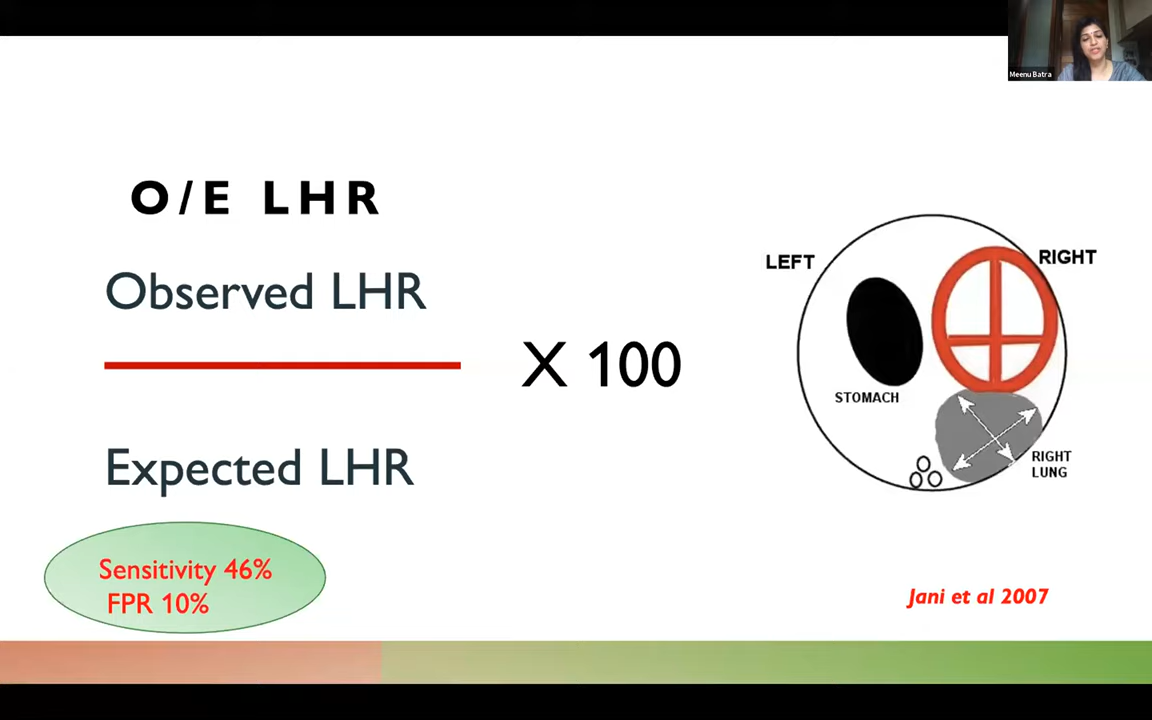 Meenu Batra
O/E LHR
Observed LHR
Expected LHR
X 100
Sensitivity 46%
FPR 10%
LEFT
RIGHT
STOMACH
RIGHT
LUNG
Jani et al 2007